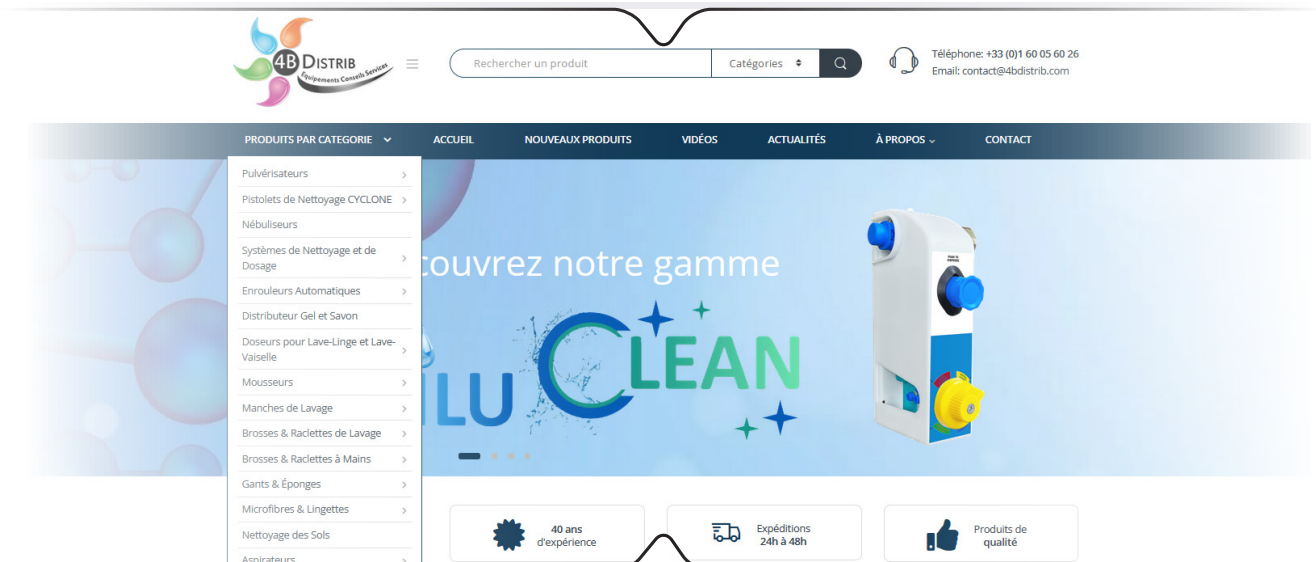 4B DISTRIB
Equipements Conseils Services
Rechercher un produit
Catégories
Téléphone: +33 (0)1 60 05 60 26
Email: contact@4bdistrib.com
PRODUITS PAR CATEGORIE
ACCUEIL
NOUVEAUX PRODUITS
VIDÉOS
ACTUALITÉS
À PROPOS
CONTACT
Pulvérisateurs
Pistolets de Nettoyage CYCLONE
Nébuliseurs
Systèmes de Nettoyage et de
Dosage
Enrouleurs Automatiques
Distributeur Gel et Savon
Doseurs pour Lave-Linge et Lave-
Vaiselle
Mousseurs
Manches de Lavage
Brosses & Raclettes de Lavage
Brosses & Raclettes à Mains
Gants & Éponges
Microfibres & Lingettes
Nettoyage des Sols
Aspirateurs
couvrez notre gamme
LU CLEAN
40 ans
d'expérience
Expéditions
24h à 48h
Produits de
qualité